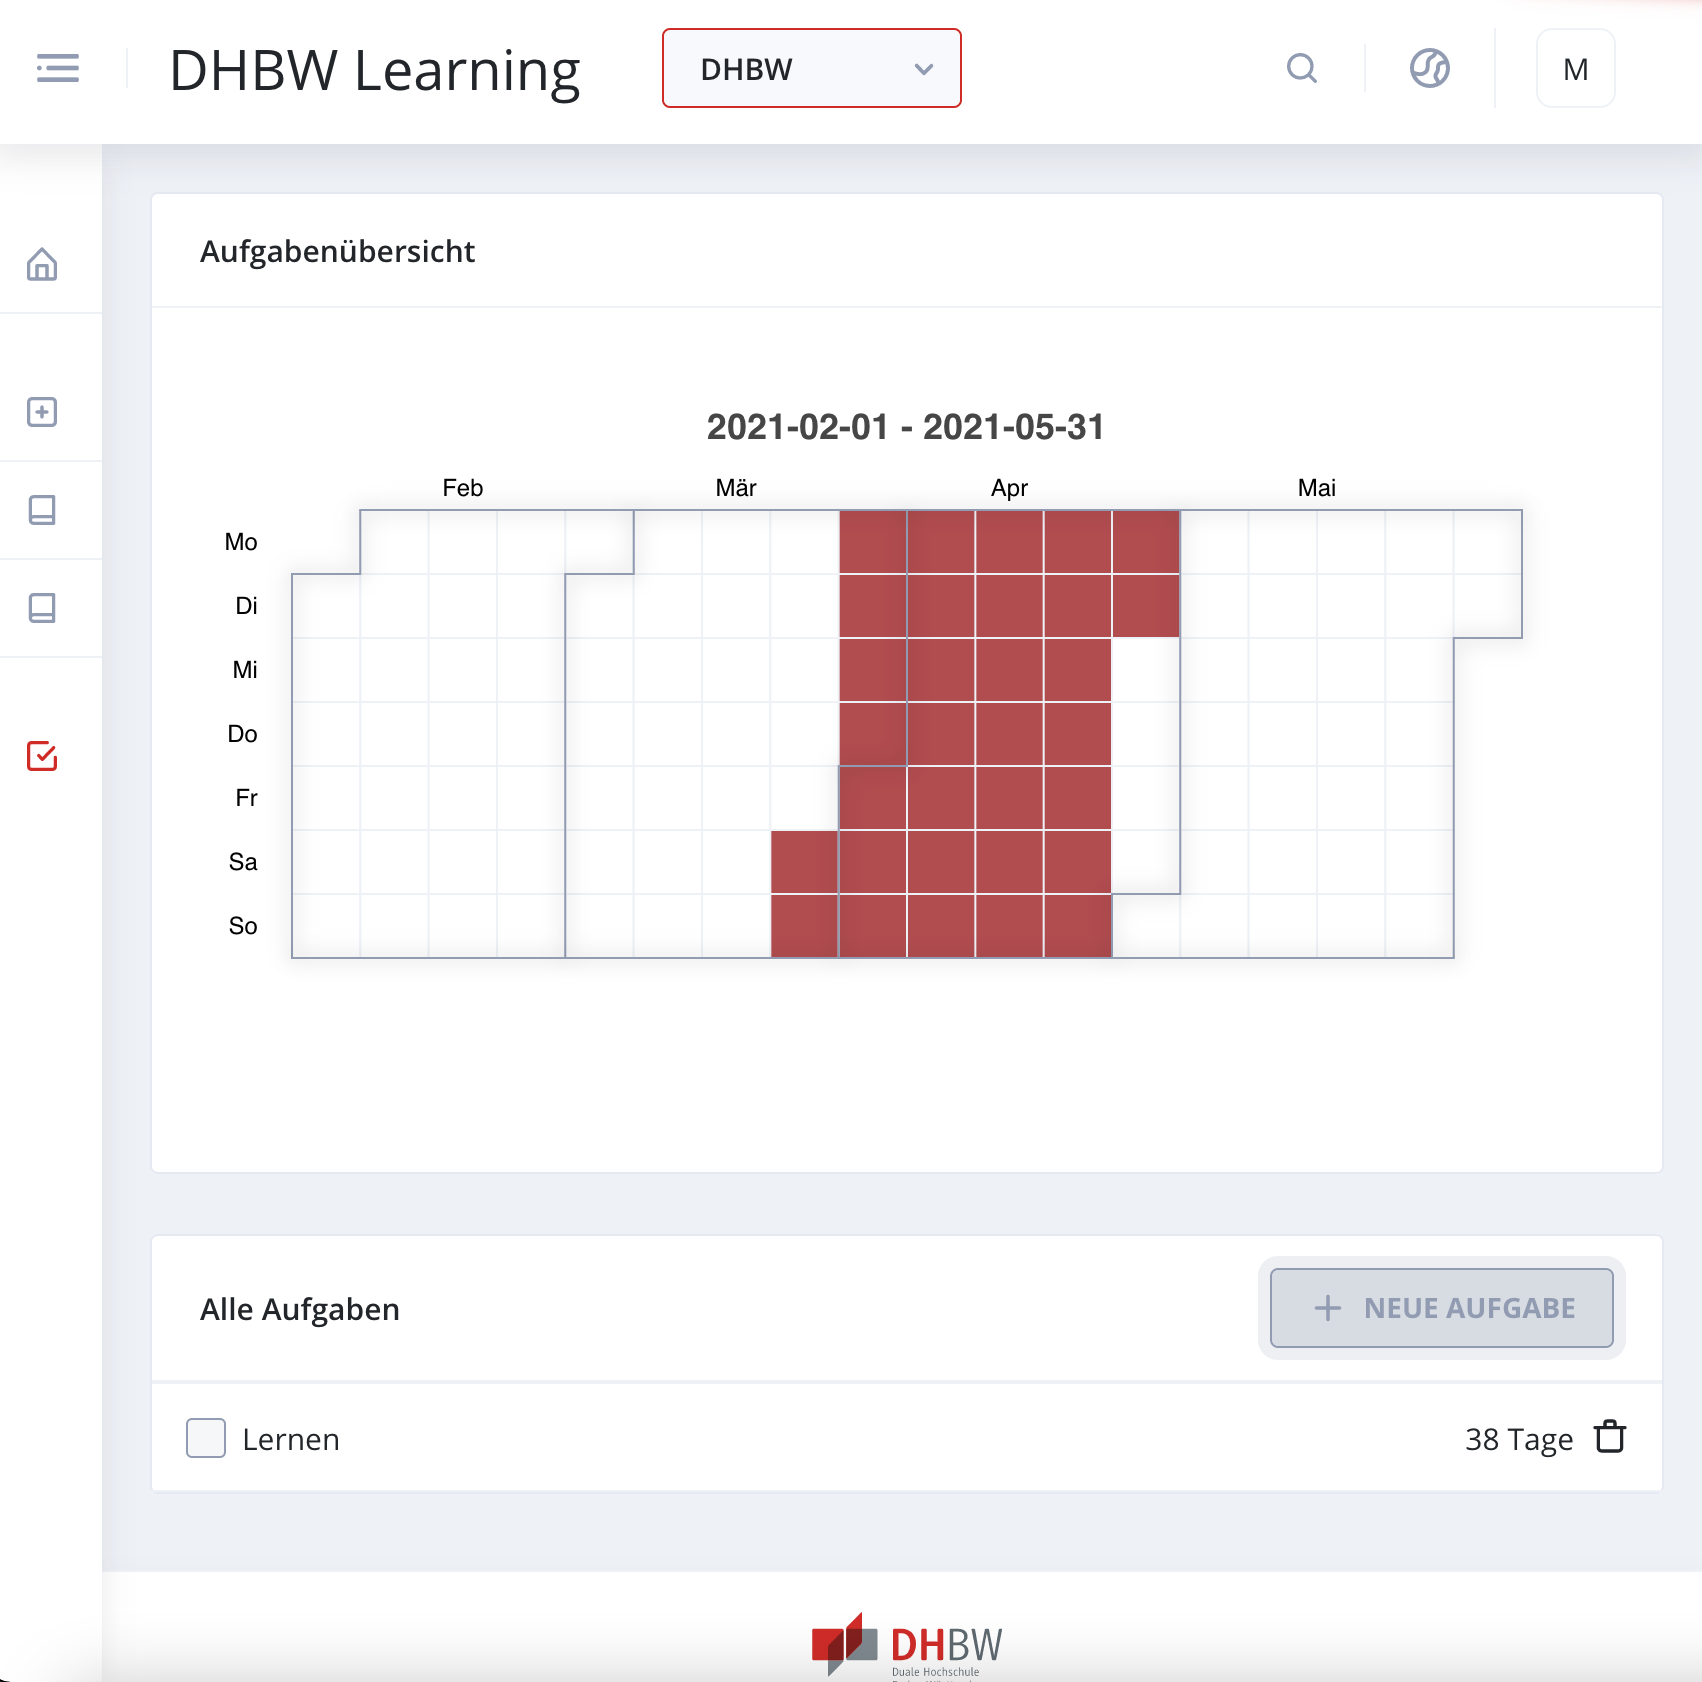 DHBW Learning
DHBW
M
Aufgabenübersicht
2021-02-01 - 2021-05-31
Feb Mär Apr Mai
Mo
Di
Mi
Do
Fr
Sa
So
Alle Aufgaben
NEUE AUFGABE
Lernen
38 Tage
DHBW
Duale Hochschule